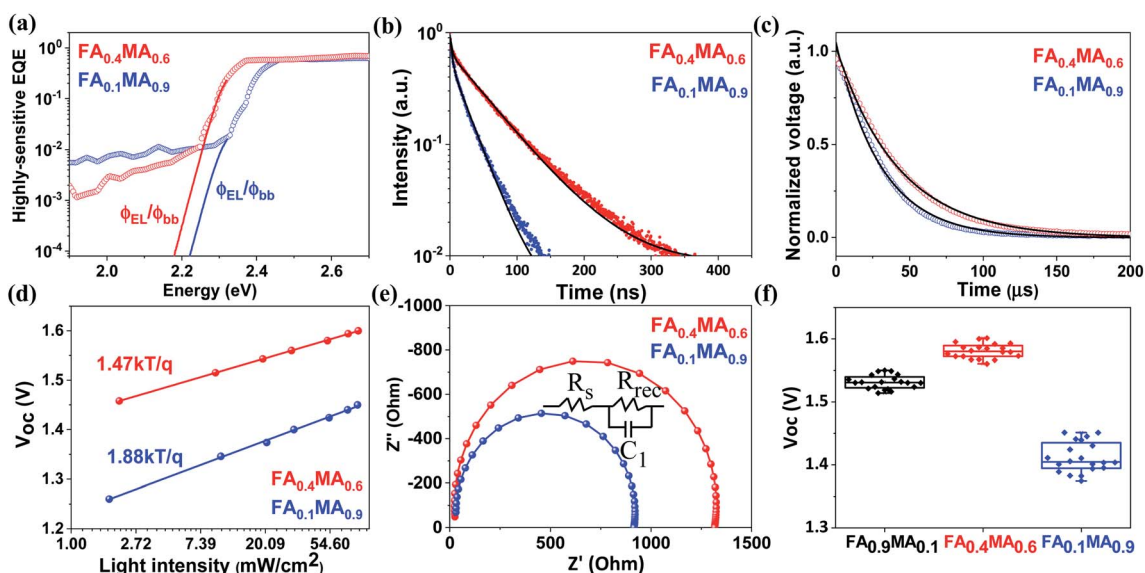 (a)
FA0.4MA0.6
FA0.1MA0.9
ϕEL/ϕbb
ϕEL/ϕbb
Highly-sensitive EQE
10^0
10^-1
10^-2
10^-3
10^-4
2.0
2.2
2.4
2.6
Energy (eV)
(b)
FA0.4MA0.6
FA0.1MA0.9
Intensity (a.u.)
10^0
10^-1
10^-2
0
100
200
300
400
Time (ns)
(c)
FA0.4MA0.6
FA0.1MA0.9
Normalized voltage (a.u.)
1.0
0.5
0.0
0
50
100
150
200
Time (μs)
(d)
1.47kT/q
1.88kT/q
FA0.4MA0.6
FA0.1MA0.9
Voc (V)
1.6
1.5
1.4
1.3
1.2
1.00
2.72
7.39
20.09
54.60
Light intensity (mW/cm2)
(e)
FA0.4MA0.6
FA0.1MA0.9
Rs
Rrec
C1
Z'' (Ohm)
-1000
-800
-600
-400
-200
0
0
500
1000
1500
Z' (Ohm)
(f)
Voc (V)
1.6
1.5
1.4
1.3
FA0.9MA0.1
FA0.4MA0.6
FA0.1MA0.9